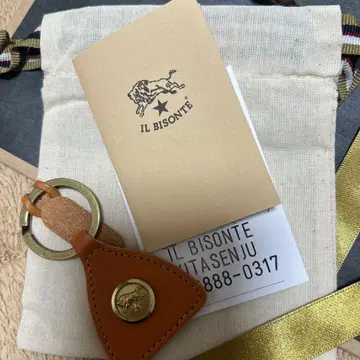 IL BISONTE
IL BISONTE
KITASENJU
888-0317